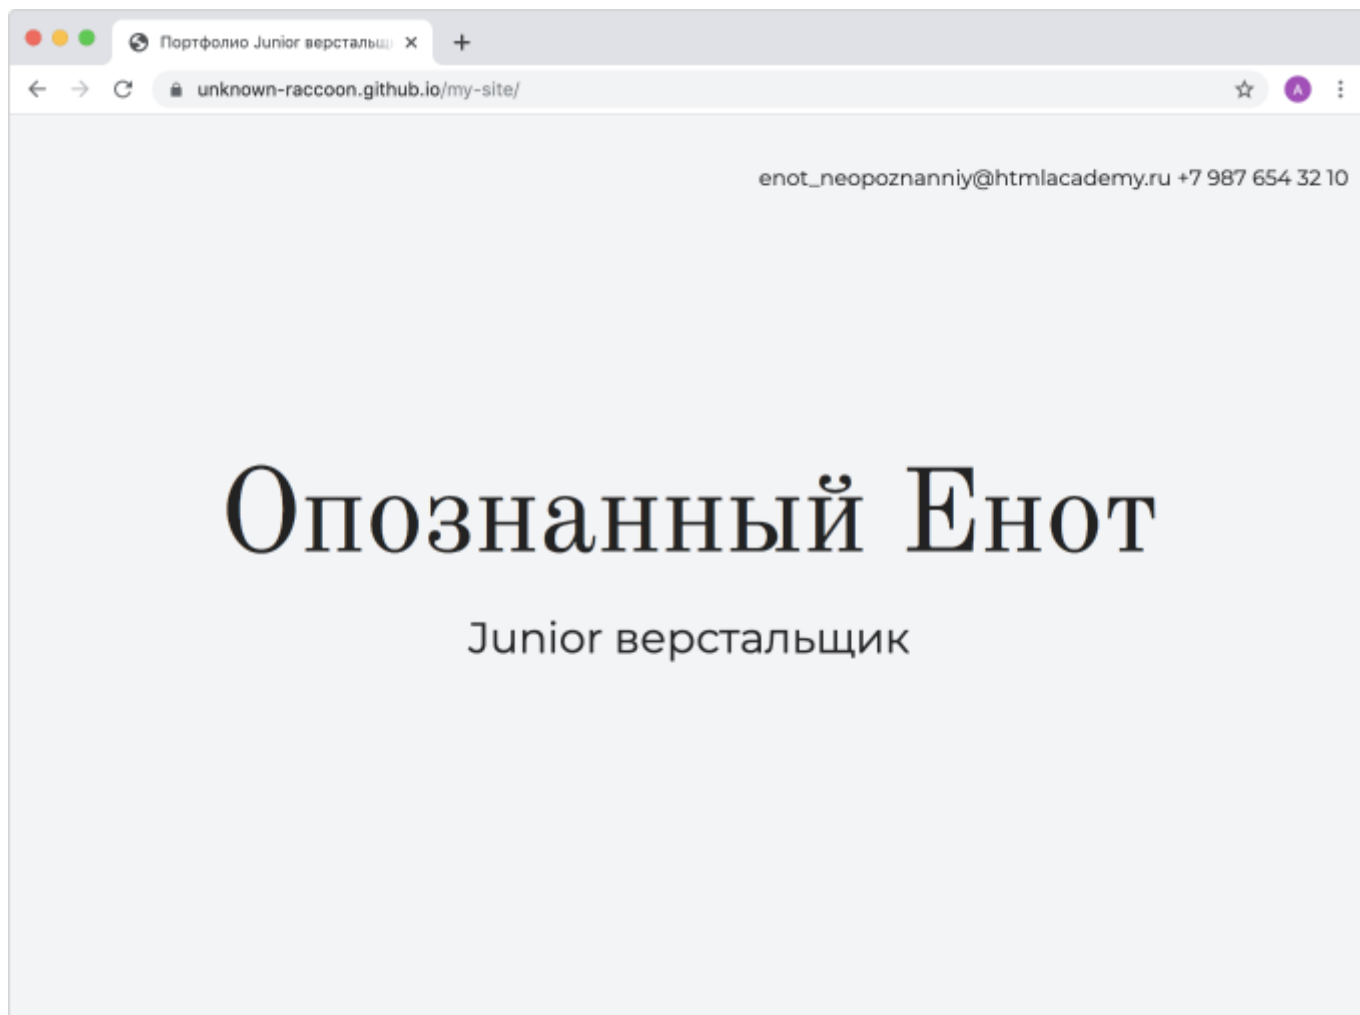 Портфолио Junior верстальщ
unknown-raccoon.github.io/my-site/
A
enot_neopoznanniy@htmlacademy.ru +7 987 654 32 10
Опознанный Енот
Junior верстальщик